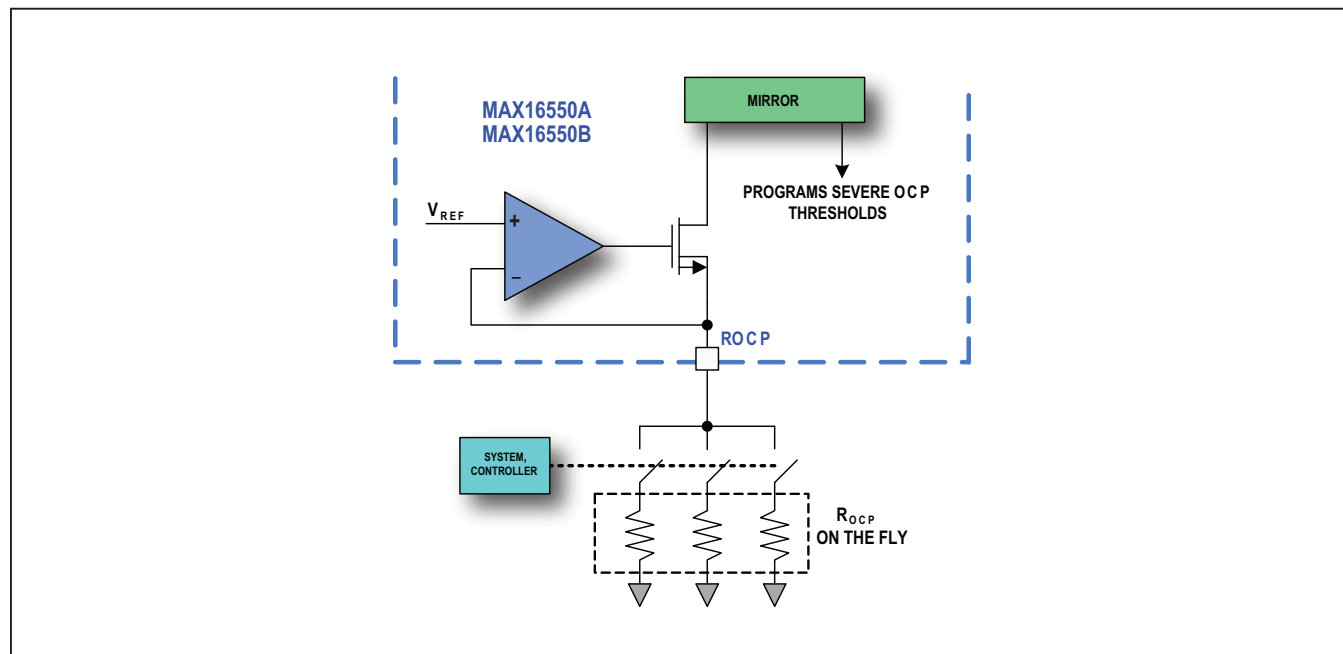 MAX16550A
MAX16550B
MIRROR
PROGRAMS SEVERE OCP
THRESHOLDS
VREF
+
−
ROCP
SYSTEM,
CONTROLLER
ROCP
ON THE FLY